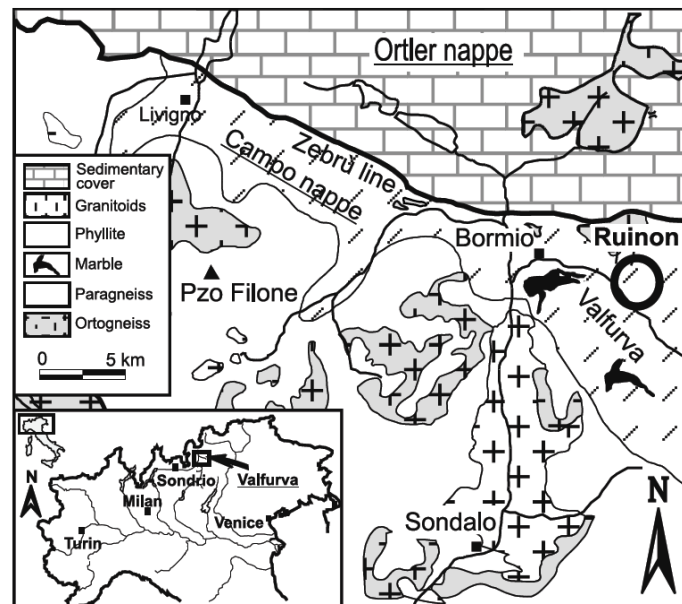 Ortler nappe
Livigno
Zebrù line
Campo nappe
Sedimentary
cover
Granitoids
Phyllite
Marble
Paragneiss
Ortogneiss
0 5 km
Bormio
Ruinon
Pzo Filone
Valfurva
N
Sondrio
Valfurva
Milan
Venice
Turin
Sondalo
N